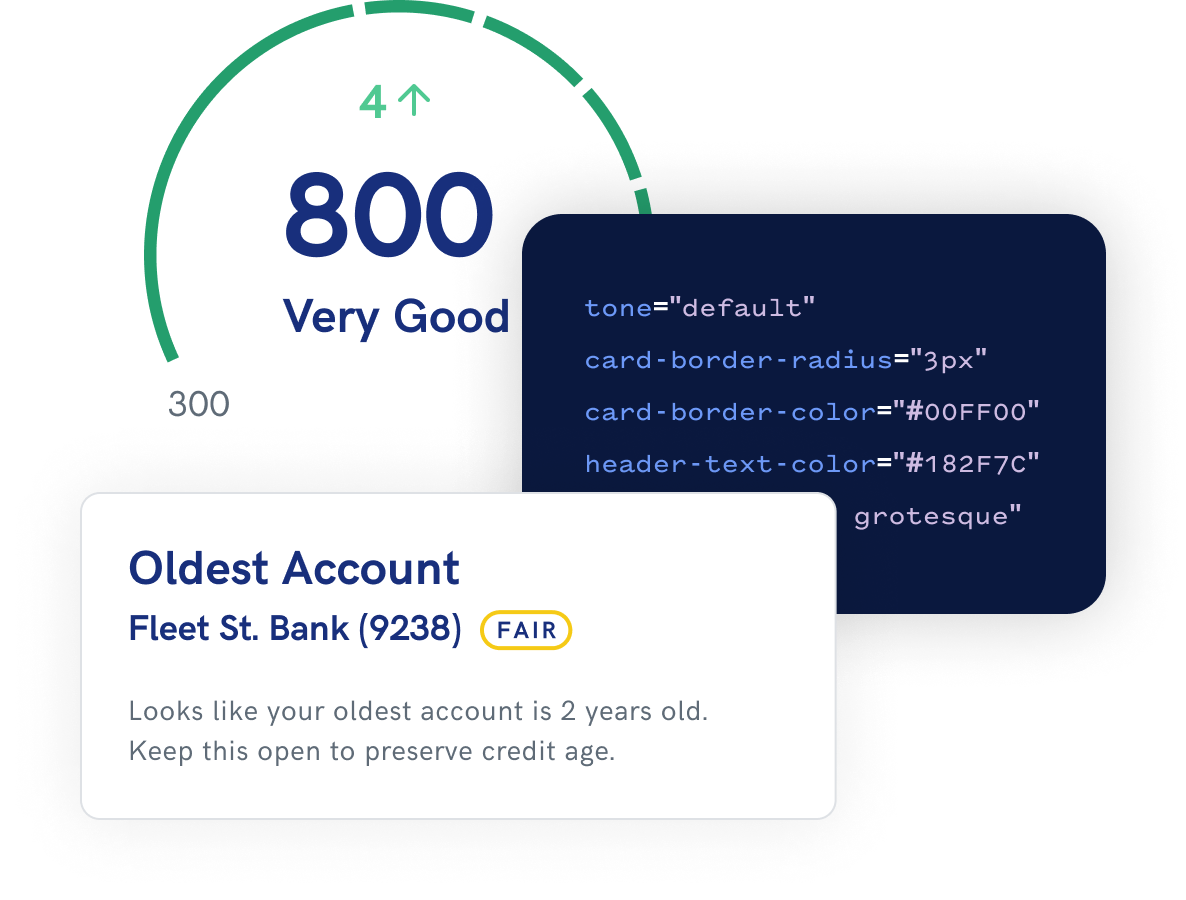 4
800
Very Good
300
tone="default"
card-border-radius="3px"
card-border-color="#00FF00"
header-text-color="#182F7C"
grotesque"
Oldest Account
Fleet St. Bank (9238) FAIR
Looks like your oldest account is 2 years old.
Keep this open to preserve credit age.